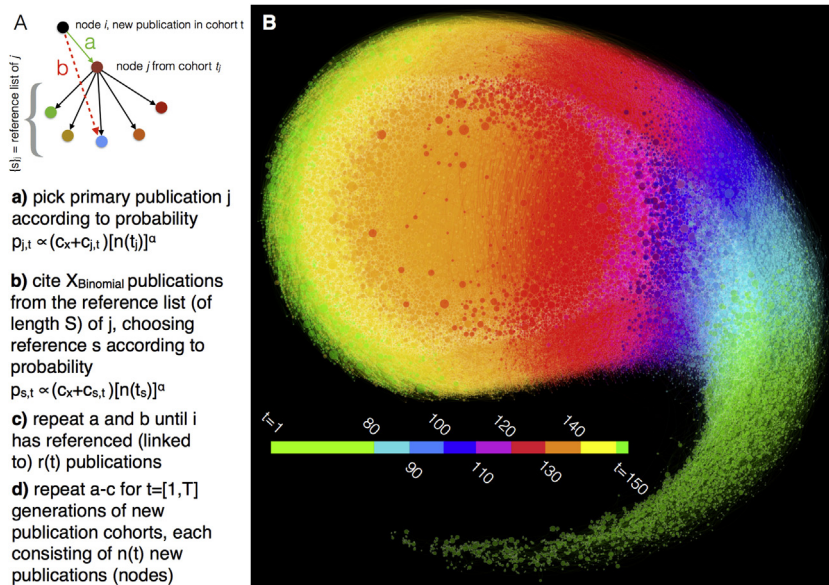 A
node i, new publication in cohort t
a
b
node j from cohort tj
[s]j = reference list of j
a) pick primary publication j
according to probability
pj,t ∝(cx+cj,t)[n(tj)]α
b) cite XBinomial publications
from the reference list (of
length S) of j, choosing
reference s according to
probability
ps,t ∝(cx+cs,t)[n(ts)]α
c) repeat a and b until i
has referenced (linked
to) r(t) publications
d) repeat a-c for t=[1,T]
generations of new
publication cohorts, each
consisting of n(t) new
publications (nodes)
B
t=1 80 100 120 140
90 110 130 t=150